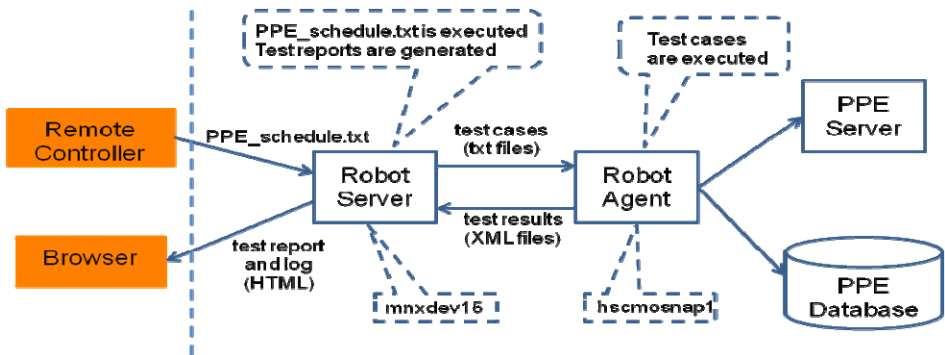 PPE_schedule.txt is executed
Test reports are generated
Test cases
are executed
Remote
Controller
PPE_schedule.txt
test cases
(txt files)
PPE
Server
Robot
Server
Robot
Agent
test results
(XML files)
Browser
test report
and log
(HTML)
mnxdev15
hscmosnap1
PPE
Database